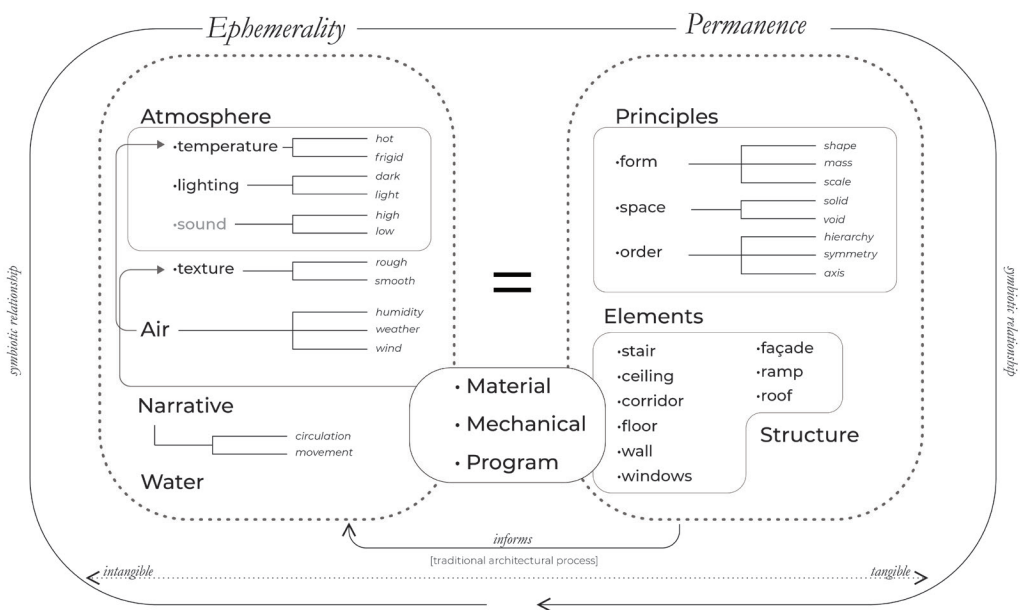 Ephemerality
Permanence
Atmosphere
•temperature
hot
frigid
•lighting
dark
light
•sound
high
low
•texture
rough
smooth
Air
humidity
weather
wind
Narrative
circulation
movement
Water
=
• Material
• Mechanical
• Program
Principles
•form
shape
mass
scale
•space
solid
void
•order
hierarchy
symmetry
axis
Elements
•stair
•ceiling
•corridor
•floor
•wall
•windows
•façade
•ramp
•roof
Structure
symbiotic relationship
symbiotic relationship
informs
[traditional architectural process]
intangible
tangible